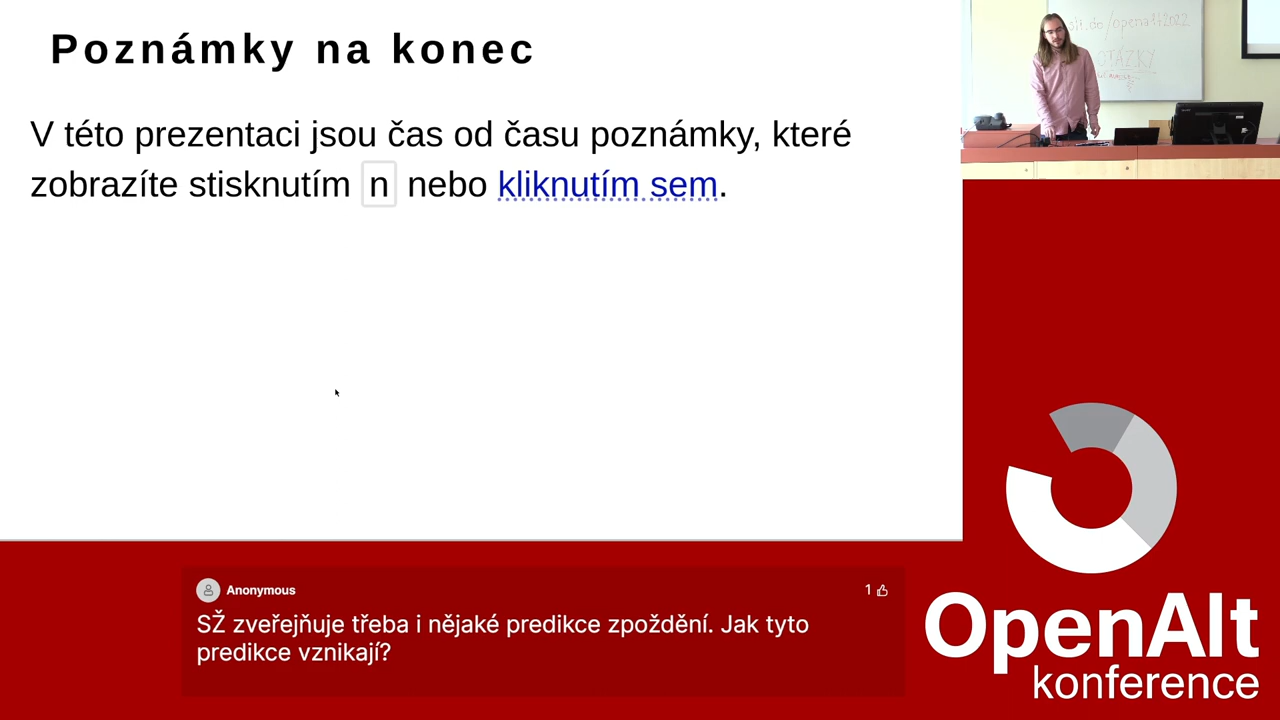 Poznámky na konec
V této prezentaci jsou čas od času poznámky, které
zobrazíte stisknutím n nebo kliknutím sem.
OTÁZKY
Anonymous
1
SŽ zveřejňuje třeba i nějaké predikce zpoždění. Jak tyto
predikce vznikají?
OpenAlt
konference